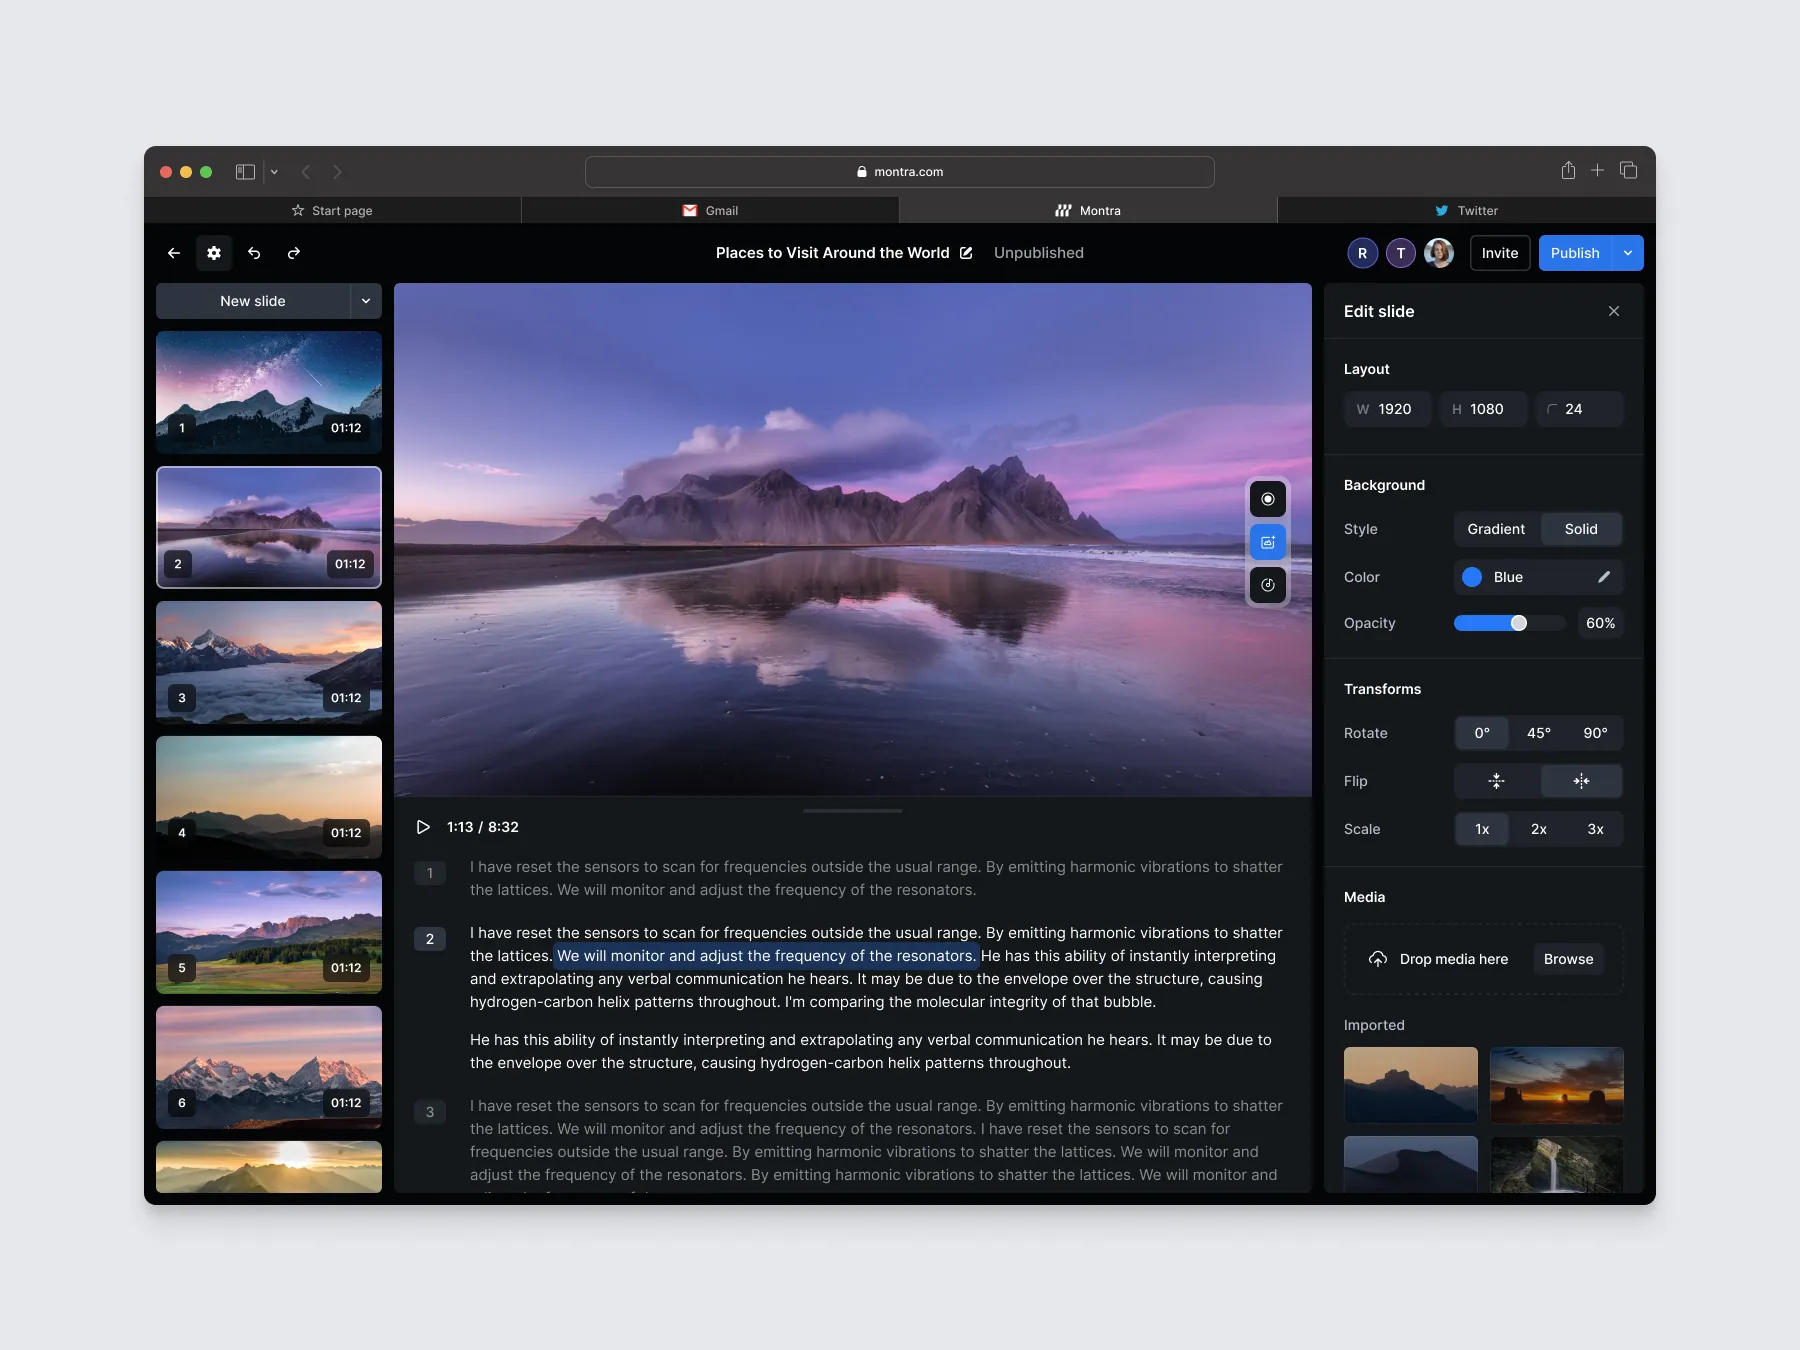 montra.com
Start page
Gmail
Montra
Twitter
Places to Visit Around the World
Unpublished
R
T
Invite
Publish
New slide
1
01:12
2
01:12
3
01:12
4
01:12
5
01:12
6
01:12
1:13 / 8:32
1
I have reset the sensors to scan for frequencies outside the usual range. By emitting harmonic vibrations to shatter
the lattices. We will monitor and adjust the frequency of the resonators.
2
I have reset the sensors to scan for frequencies outside the usual range. By emitting harmonic vibrations to shatter
the lattices. We will monitor and adjust the frequency of the resonators. He has this ability of instantly interpreting
and extrapolating any verbal communication he hears. It may be due to the envelope over the structure, causing
hydrogen-carbon helix patterns throughout. I'm comparing the molecular integrity of that bubble.
He has this ability of instantly interpreting and extrapolating any verbal communication he hears. It may be due to
the envelope over the structure, causing hydrogen-carbon helix patterns throughout.
3
I have reset the sensors to scan for frequencies outside the usual range. By emitting harmonic vibrations to shatter
the lattices. We will monitor and adjust the frequency of the resonators. I have reset the sensors to scan for
frequencies outside the usual range. By emitting harmonic vibrations to shatter the lattices. We will monitor and
adjust the frequency of the resonators. By emitting harmonic vibrations to shatter the lattices. We will monitor and
Edit slide
Layout
W 1920
H 1080
24
Background
Style
Gradient
Solid
Color
Blue
Opacity
60%
Transforms
Rotate
0°
45°
90°
Flip
Scale
1x
2x
3x
Media
Drop media here
Browse
Imported